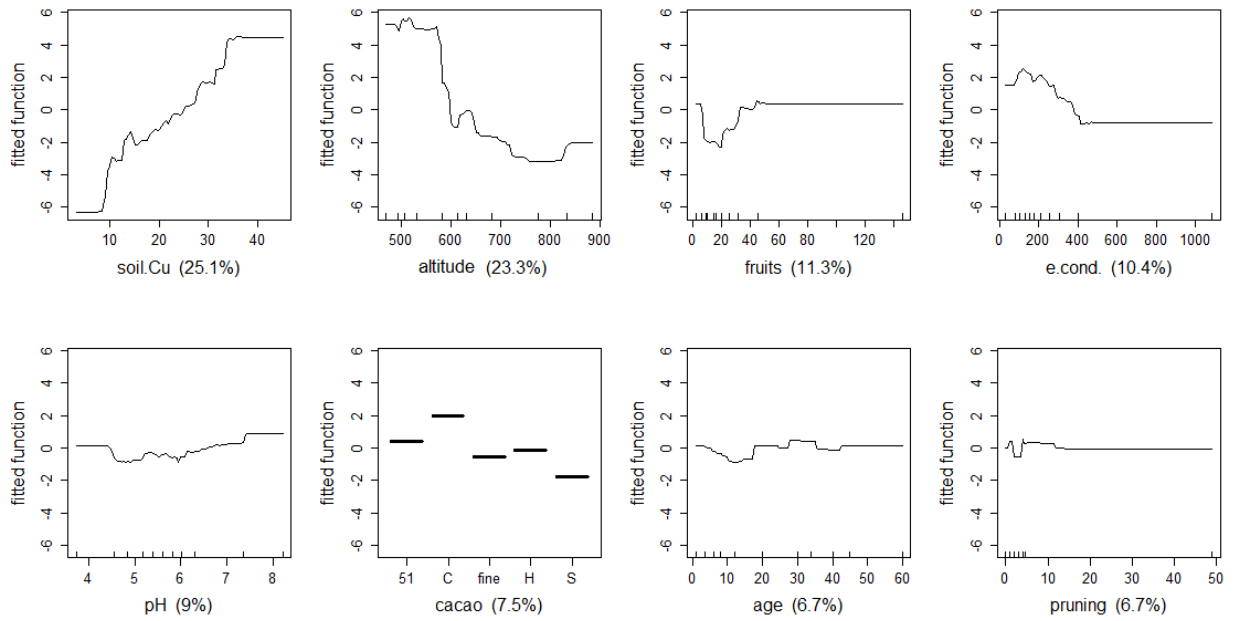 6 6 6 6
4 4 4 4
2 2 2 2
0 0 0 0
-2 -2 -2 -2
-4 -4 -4 -4
-6 -6 -6 -6
fitted function fitted function fitted function fitted function
10 20 30 40 500 600 700 800 900 0 20 40 60 80 120 0 200 400 600 800 1000
soil.Cu (25.1%) altitude (23.3%) fruits (11.3%) e.cond. (10.4%)
6 6 6 6
4 4 4 4
2 2 2 2
0 0 0 0
-2 -2 -2 -2
-4 -4 -4 -4
-6 -6 -6 -6
fitted function fitted function fitted function fitted function
4 5 6 7 8 51 C fine H S 0 10 20 30 40 50 60 0 10 20 30 40 50
pH (9%) cacao (7.5%) age (6.7%) pruning (6.7%)